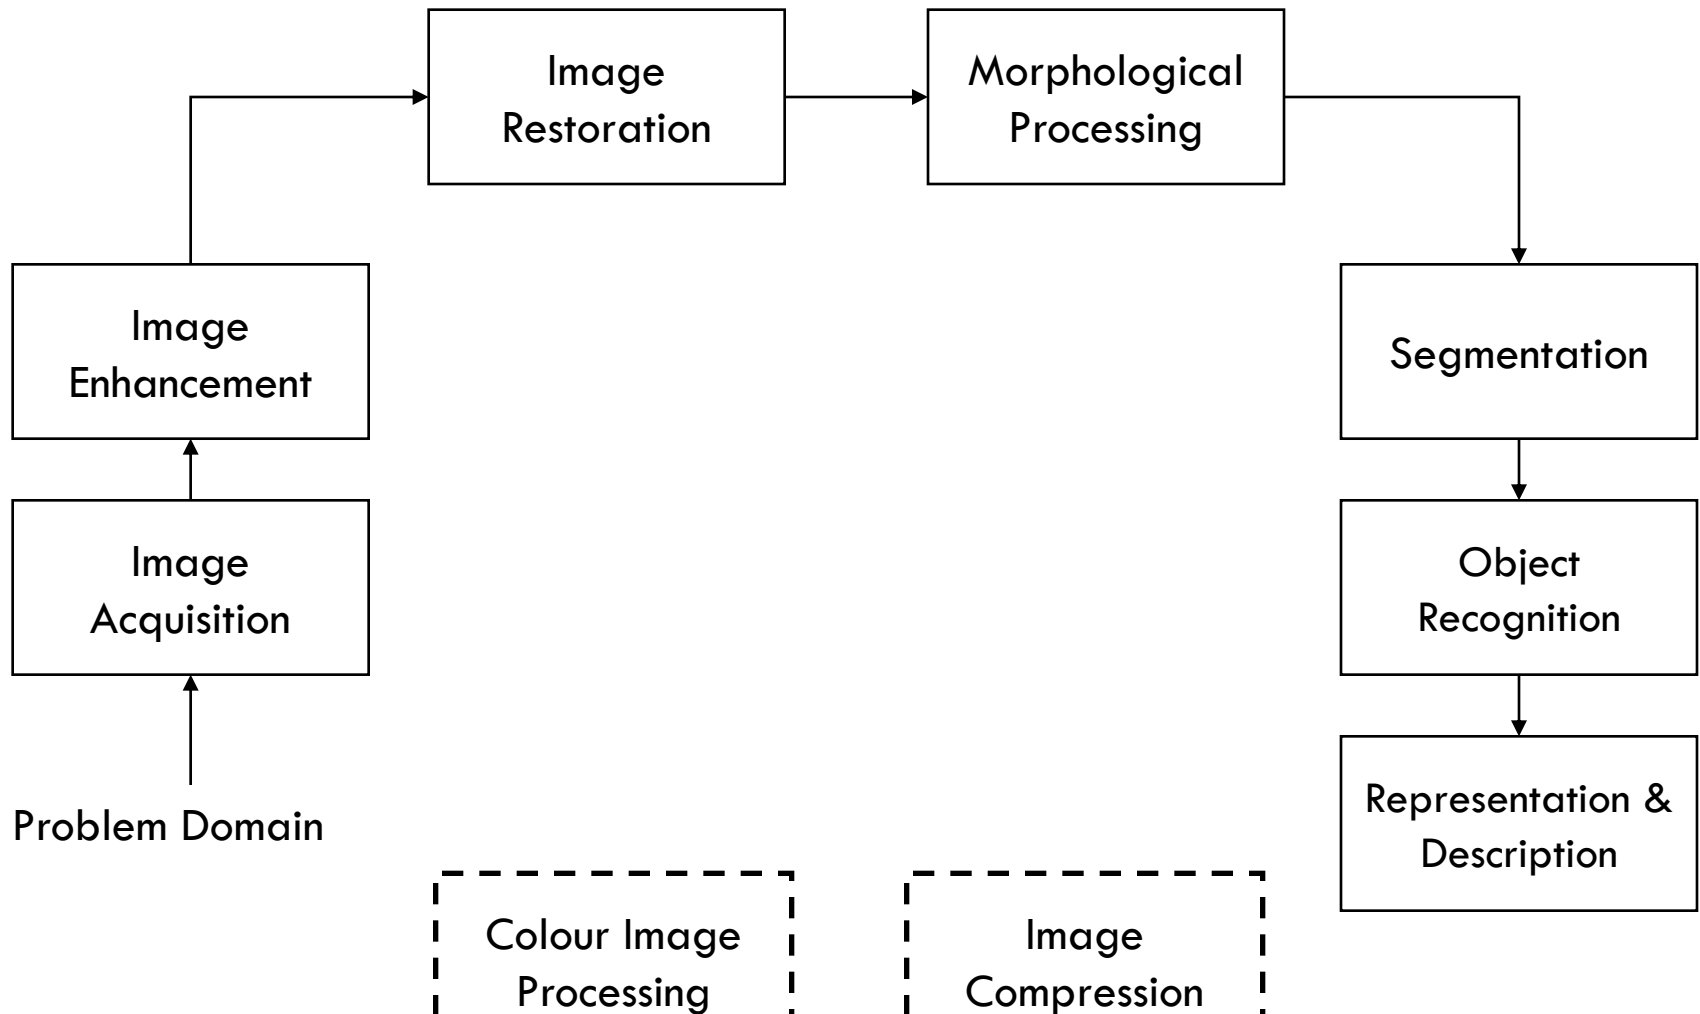 Image
Restoration
Morphological
Processing
Image
Enhancement
Segmentation
Image
Acquisition
Object
Recognition
Problem Domain
Representation &
Description
Colour Image
Processing
Image
Compression